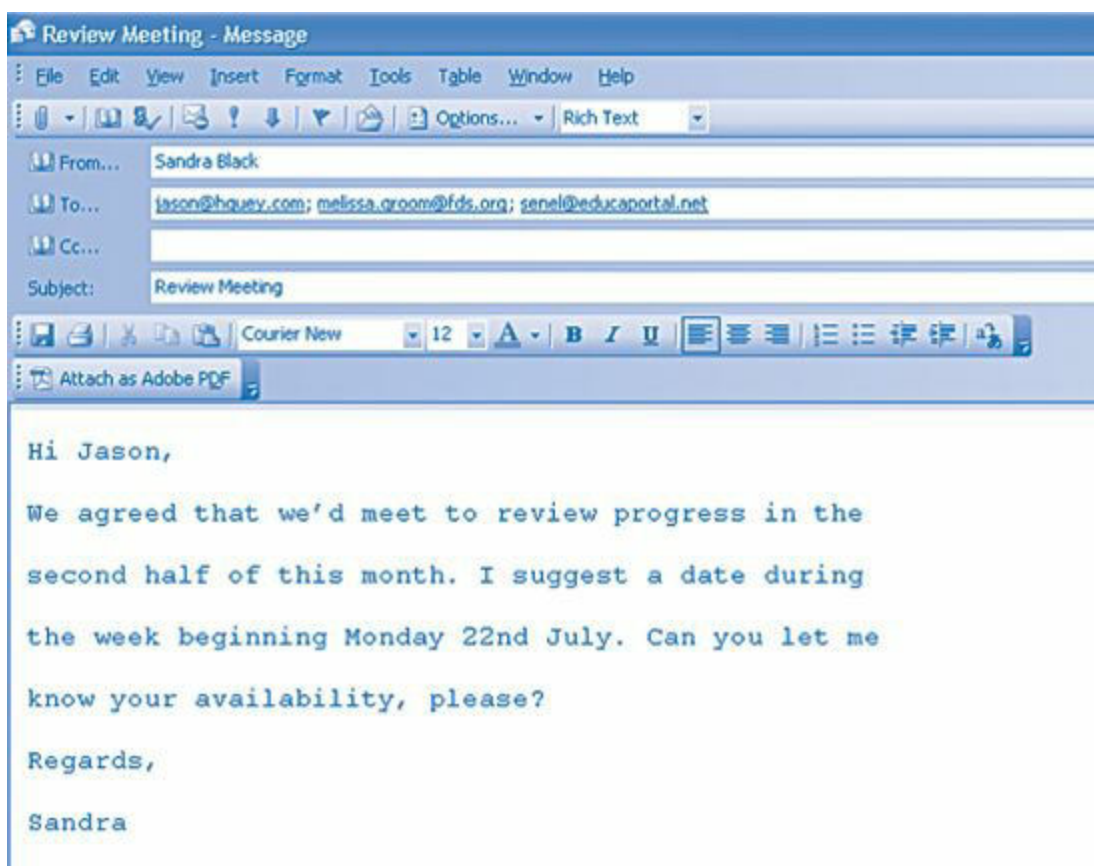 Review Meeting - Message
File Edit View Insert Format Tools Table Window Help
Options... Rich Text
From... Sandra Black
To... jason@hquey.com; melissa.groom@fds.org; senel@educaportal.net
Cc...
Subject: Review Meeting
Courier New 12 A B I U
Attach as Adobe PDF
Hi Jason,
We agreed that we’d meet to review progress in the
second half of this month. I suggest a date during
the week beginning Monday 22nd July. Can you let me
know your availability, please?
Regards,
Sandra